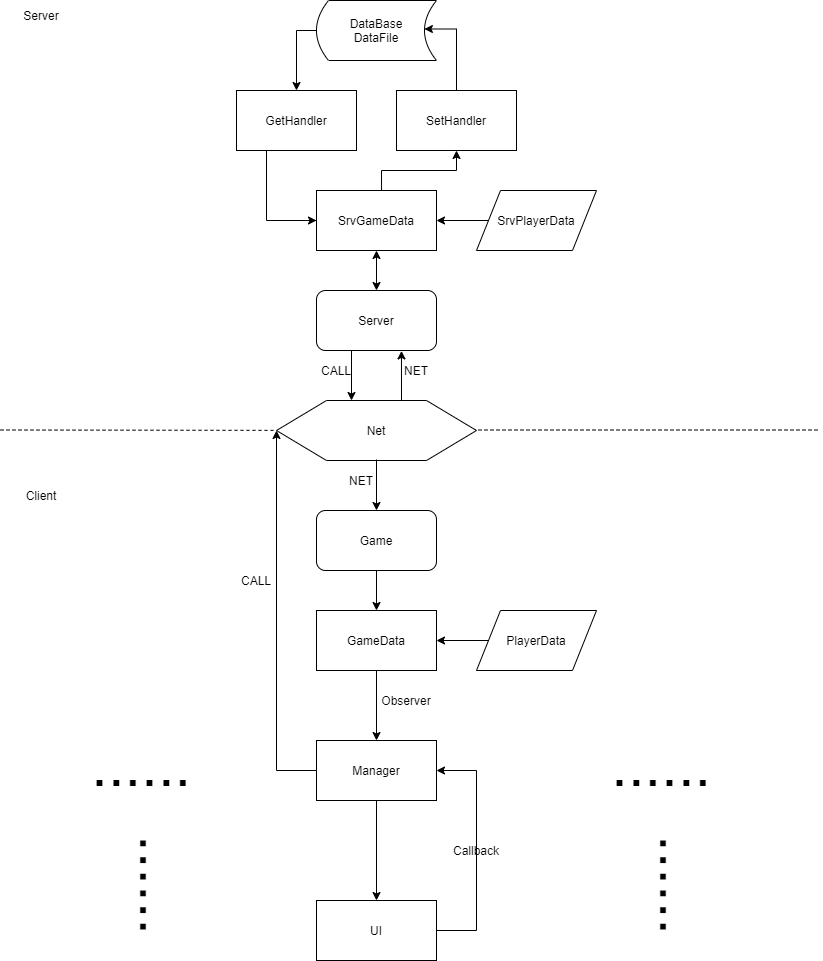 Server
DataBase
DataFile
GetHandler
SetHandler
SrvGameData
SrvPlayerData
Server
CALL
NET
Net
NET
Client
Game
CALL
GameData
PlayerData
Observer
Manager
Callback
UI